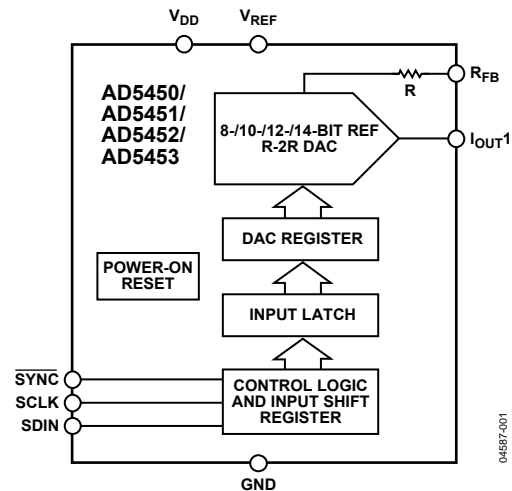 VDD
VREF
AD5450/
AD5451/
AD5452/
AD5453
8-/10-/12-/14-BIT REF
R-2R DAC
R
RFB
IOUT1
DAC REGISTER
POWER-ON
RESET
INPUT LATCH
SYNC
SCLK
SDIN
CONTROL LOGIC
AND INPUT SHIFT
REGISTER
GND
04587-001